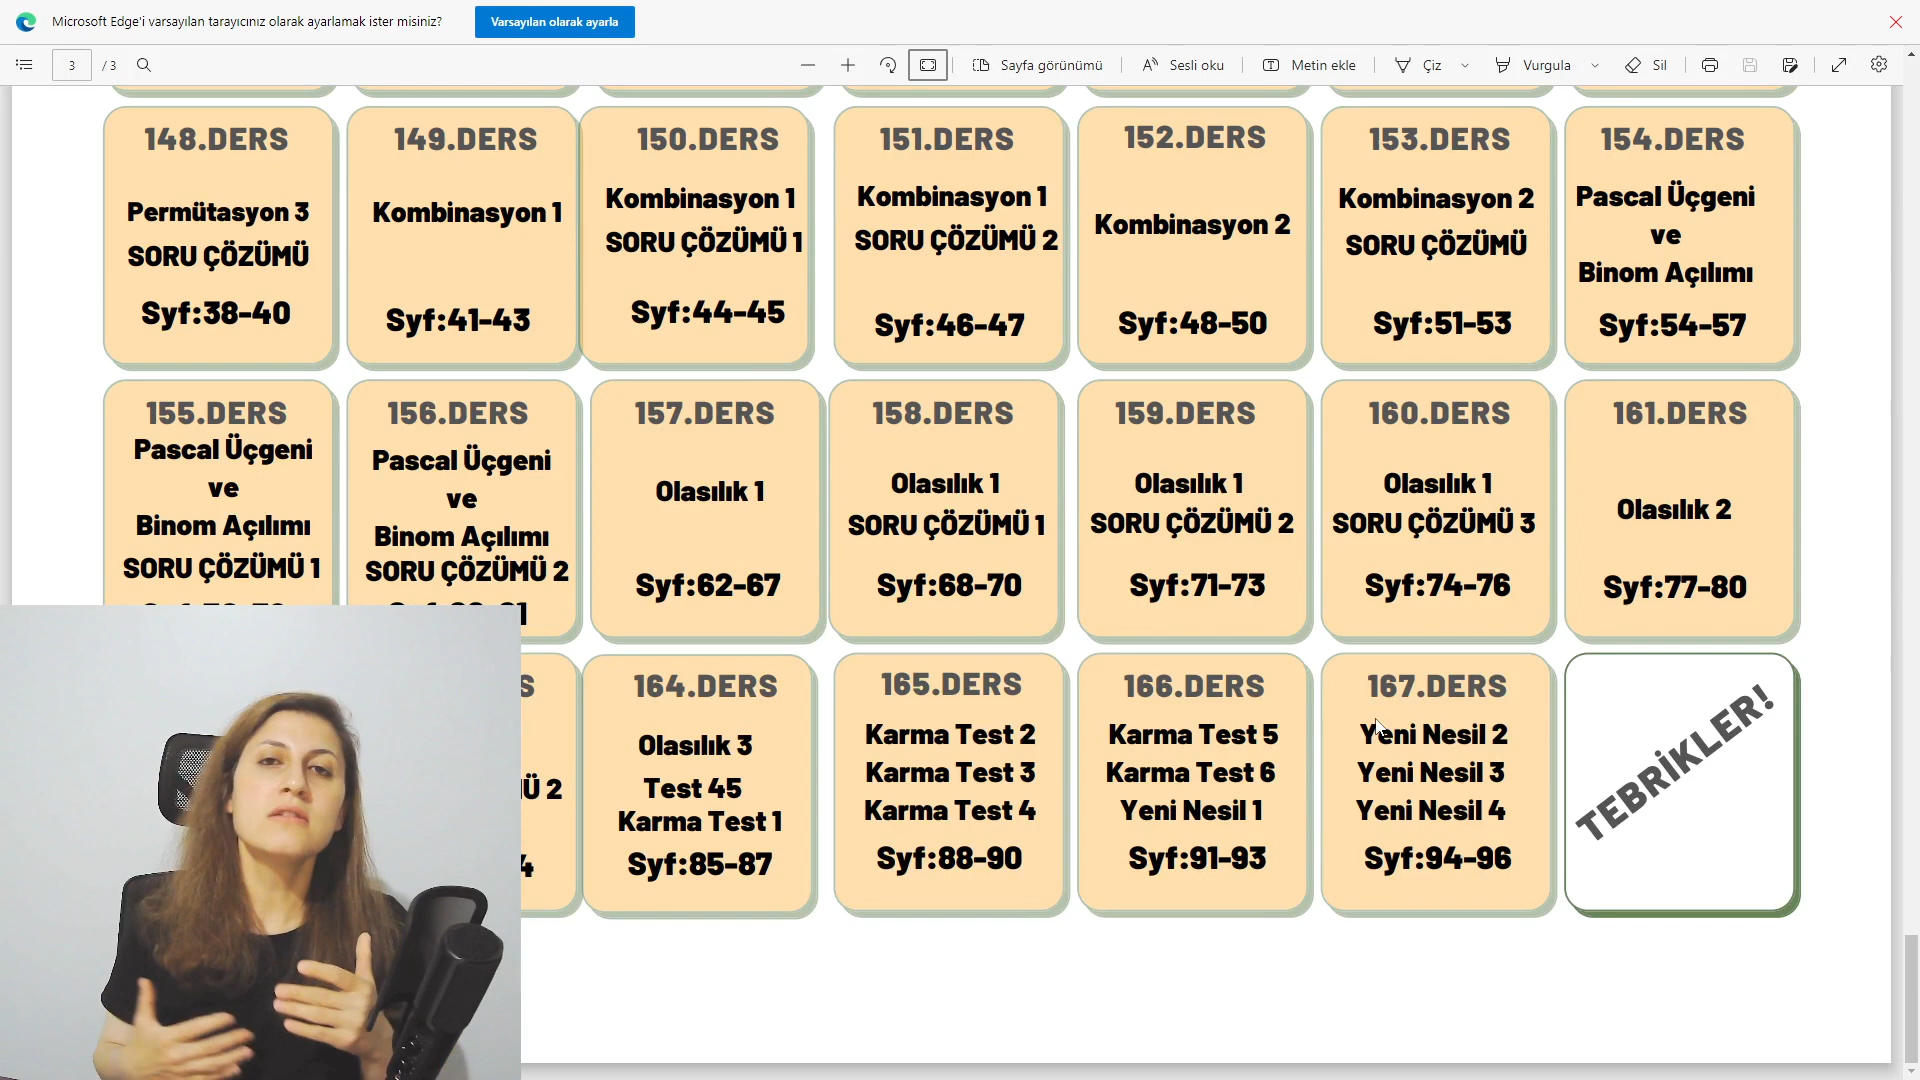 Microsoft Edge'i varsayılan tarayıcınız olarak ayarlamak ister misiniz?
Varsayılan olarak ayarla
3 / 3
Sayfa görünümü
Sesli oku
Metin ekle
Çiz
Vurgula
Sil
148.DERS
Permütasyon 3
SORU ÇÖZÜMÜ
Syf:38-40
149.DERS
Kombinasyon 1
Syf:41-43
150.DERS
Kombinasyon 1
SORU ÇÖZÜMÜ 1
Syf:44-45
151.DERS
Kombinasyon 1
SORU ÇÖZÜMÜ 2
Syf:46-47
152.DERS
Kombinasyon 2
Syf:48-50
153.DERS
Kombinasyon 2
SORU ÇÖZÜMÜ
Syf:51-53
154.DERS
Pascal Üçgeni
ve
Binom Açılımı
Syf:54-57
155.DERS
Pascal Üçgeni
ve
Binom Açılımı
SORU ÇÖZÜMÜ 1
156.DERS
Pascal Üçgeni
ve
Binom Açılımı
SORU ÇÖZÜMÜ 2
157.DERS
Olasılık 1
Syf:62-67
158.DERS
Olasılık 1
SORU ÇÖZÜMÜ 1
Syf:68-70
159.DERS
Olasılık 1
SORU ÇÖZÜMÜ 2
Syf:71-73
160.DERS
Olasılık 1
SORU ÇÖZÜMÜ 3
Syf:74-76
161.DERS
Olasılık 2
Syf:77-80
164.DERS
Olasılık 3
Test 45
Karma Test 1
Syf:85-87
165.DERS
Karma Test 2
Karma Test 3
Karma Test 4
Syf:88-90
166.DERS
Karma Test 5
Karma Test 6
Yeni Nesil 1
Syf:91-93
167.DERS
Yeni Nesil 2
Yeni Nesil 3
Yeni Nesil 4
Syf:94-96
TEBRİKLER!